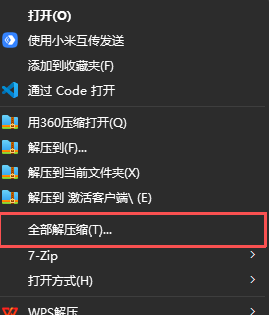 打开(O)
使用小米互传发送
添加到收藏夹(F)
通过 Code 打开
用360压缩打开(Q)
解压到(F)...
解压到当前文件夹(X)
解压到 激活客户端\ (E)
全部解压缩(T)...
7-Zip
打开方式(H)
WPS解压